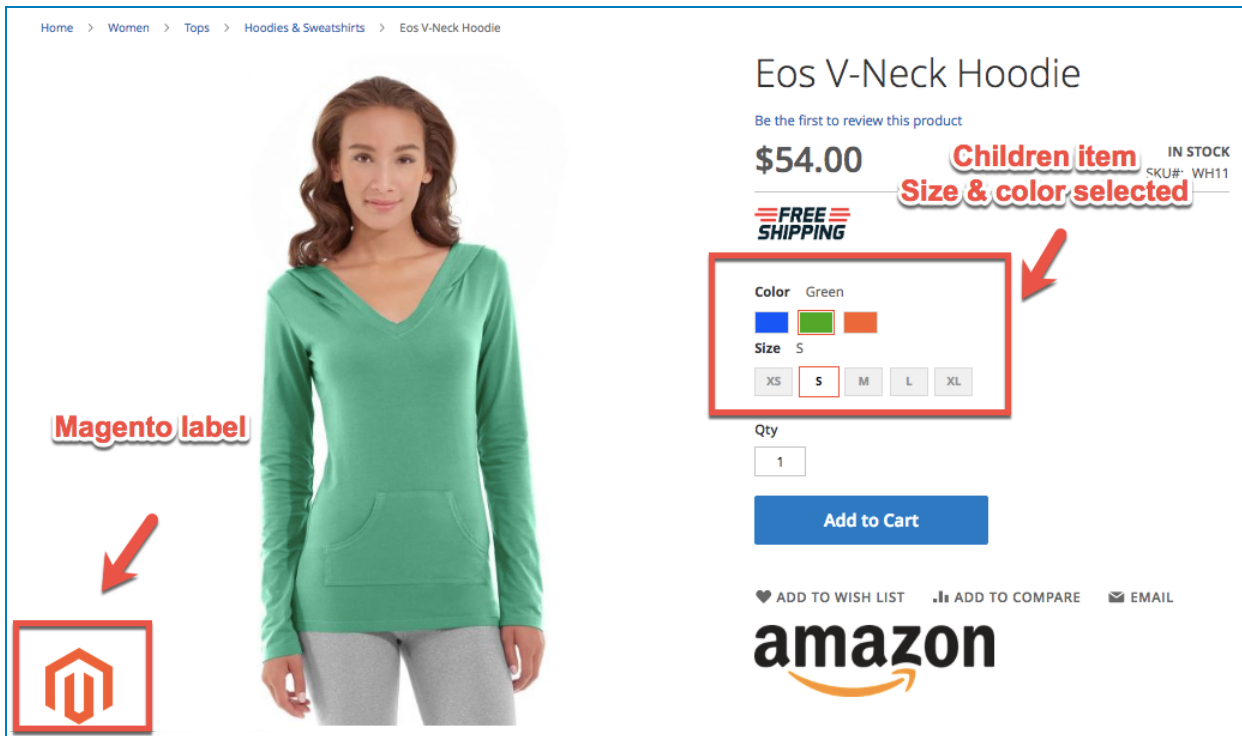 Home > Women > Tops > Hoodies & Sweatshirts > Eos V-Neck Hoodie
Eos V-Neck Hoodie
Be the first to review this product
$54.00
IN STOCK
SKU#: WH11
Children item
Size & color selected
FREE
SHIPPING
Color Green
Size S
XS S M L XL
Magento label
Qty
1
Add to Cart
ADD TO WISH LIST ADD TO COMPARE EMAIL
amazon